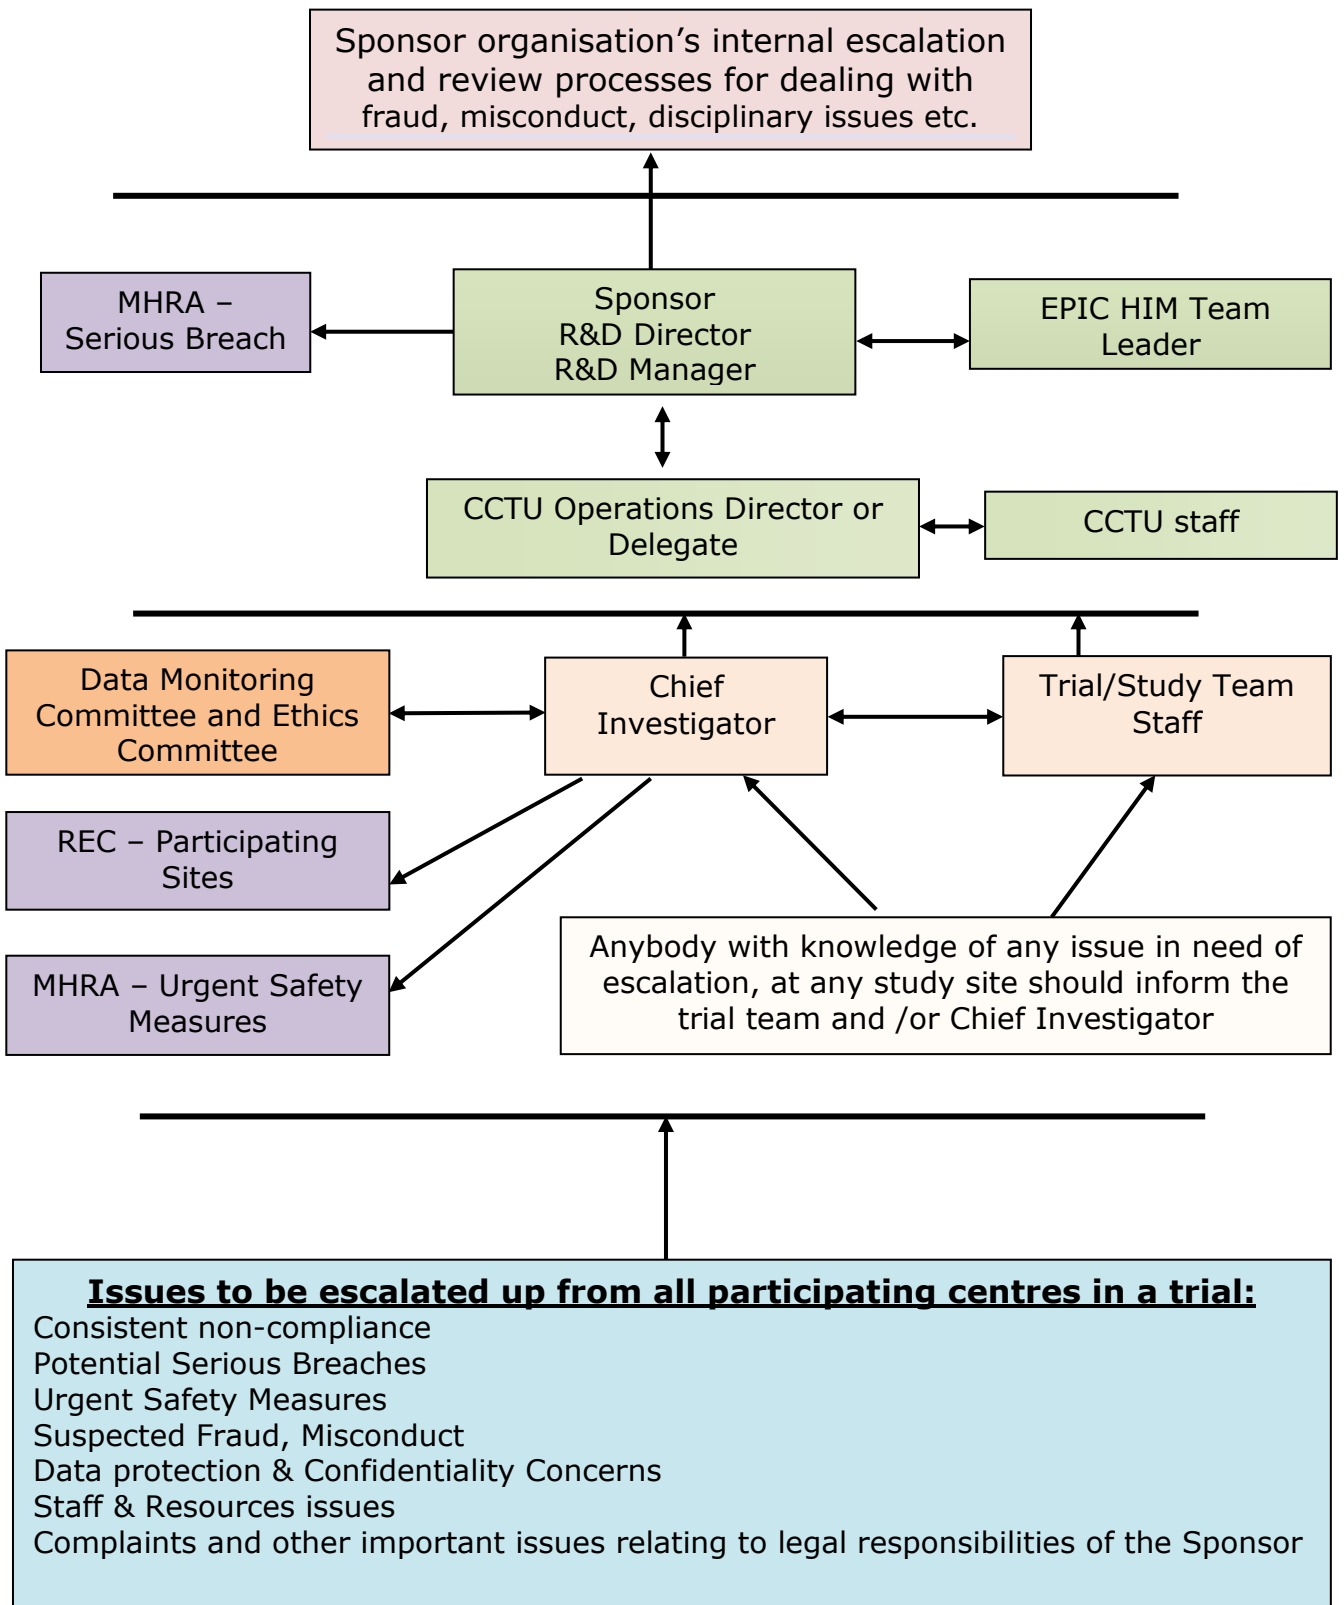 Sponsor organisation’s internal escalation
and review processes for dealing with
fraud, misconduct, disciplinary issues etc.
MHRA –
Serious Breach
Sponsor
R&D Director
R&D Manager
EPIC HIM Team
Leader
CCTU Operations Director or
Delegate
CCTU staff
Data Monitoring
Committee and Ethics
Committee
Chief
Investigator
Trial/Study Team
Staff
REC – Participating
Sites
MHRA – Urgent Safety
Measures
Anybody with knowledge of any issue in need of
escalation, at any study site should inform the
trial team and /or Chief Investigator
Issues to be escalated up from all participating centres in a trial:
Consistent non-compliance
Potential Serious Breaches
Urgent Safety Measures
Suspected Fraud, Misconduct
Data protection & Confidentiality Concerns
Staff & Resources issues
Complaints and other important issues relating to legal responsibilities of the Sponsor